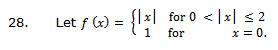 28. Let f (x) = { |x| for 0 < |x| ≤ 2
1 for x = 0.